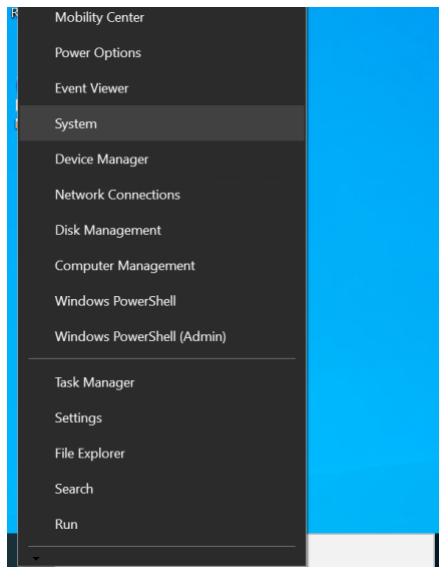 Mobility Center
Power Options
Event Viewer
System
Device Manager
Network Connections
Disk Management
Computer Management
Windows PowerShell
Windows PowerShell (Admin)
Task Manager
Settings
File Explorer
Search
Run